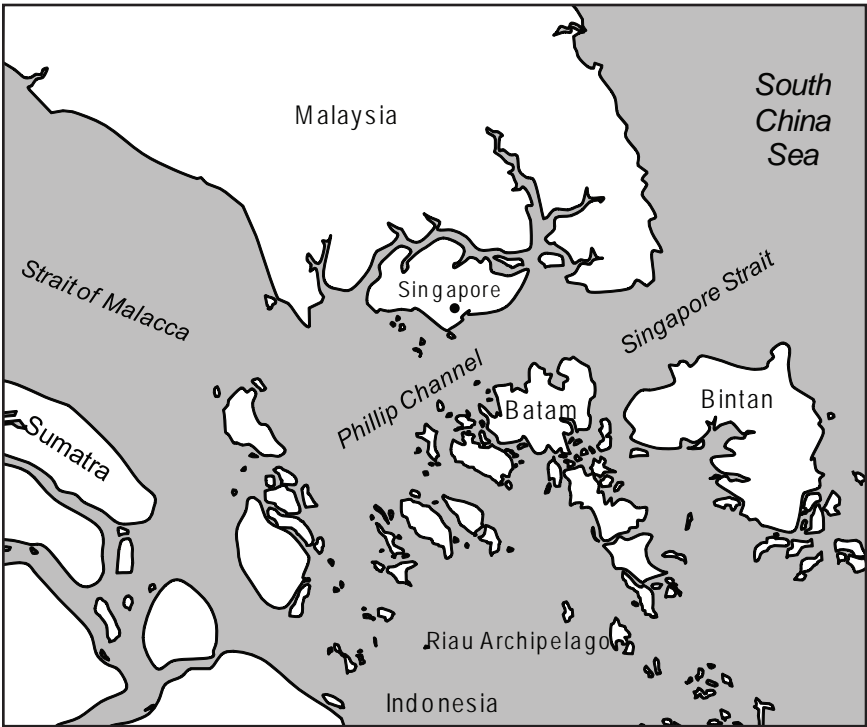 South
China
Sea
Malaysia
Strait of Malacca
Singapore
Singapore Strait
Phillip Channel
Batam
Bintan
Sumatra
Riau Archipelago
Indonesia